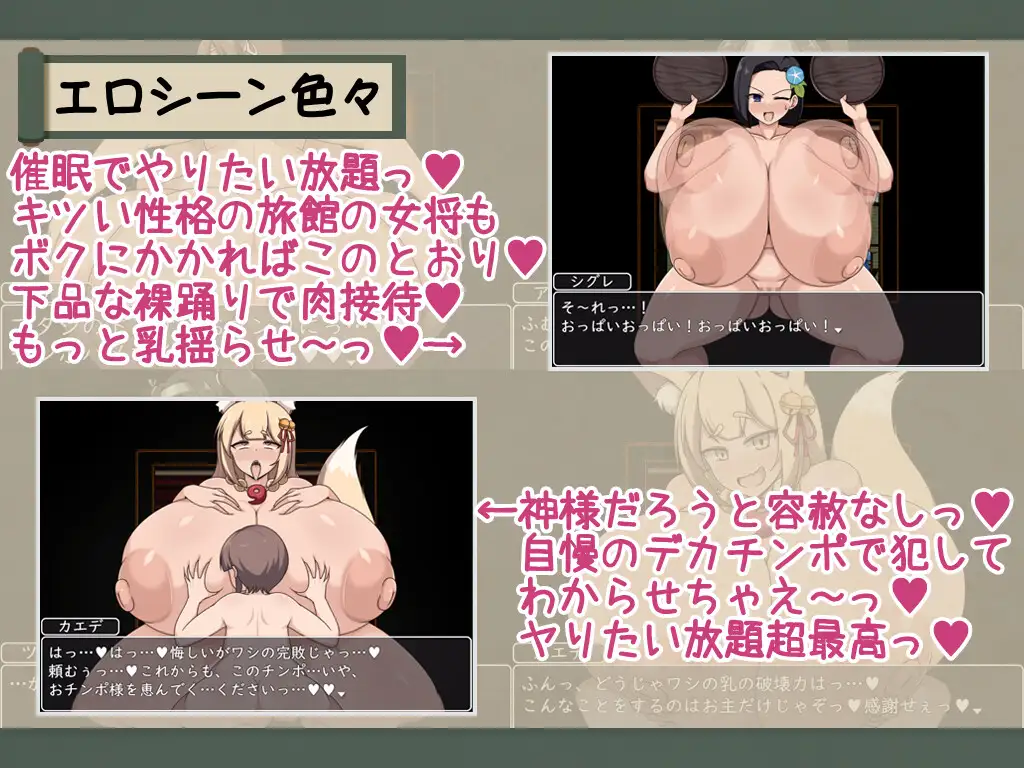 エロシーン色々
催眠でやりたい放題っ♥
キツい性格の旅館の女将も
ボクにかかればこのとおり♥
下品な裸踊りで肉接待♥
もっと乳揺らせ～っ♥→
シグレ
そ～れっ…！
おっぱいおっぱい！おっぱいおっぱい！
←神様だろうと容赦なしっ♥
自慢のデカチンポで犯して
わからせちゃえ～っ♥
ヤりたい放題超最高っ♥
カエデ
はっ…♥はっ…♥悔しいがワシの完敗じゃっ…♥
頼むぅっ…♥これからも、このチンポ…いや、
おチンポ様を恵んでく…くださいっ…♥♥
ふんっ、どうじゃワシの乳の破壊力はっ…♥
こんなことをするのはお主だけじゃぞっ♥感謝せぇっ♥